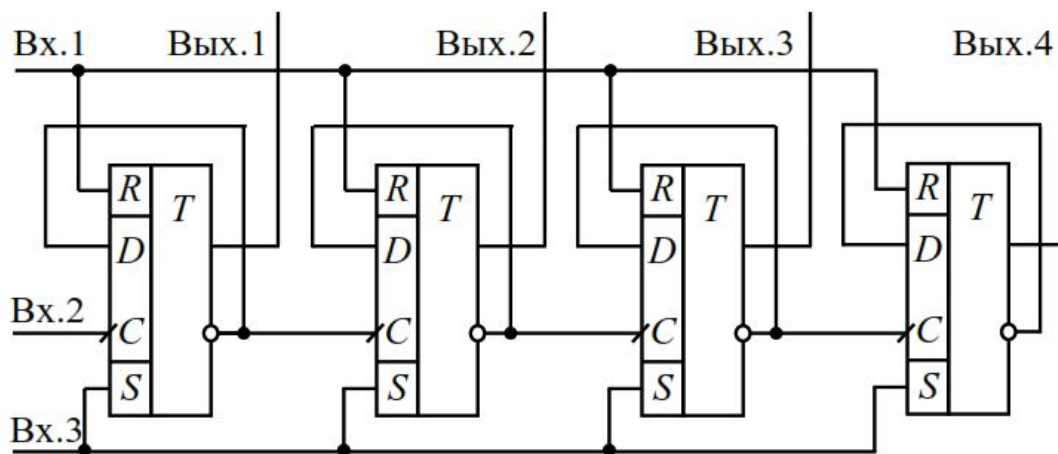 Вх.1 Вых.1 Вых.2 Вых.3 Вых.4
R T R T R T R T
D D D D
Вх.2 C C C C
S S S S
Вх.3